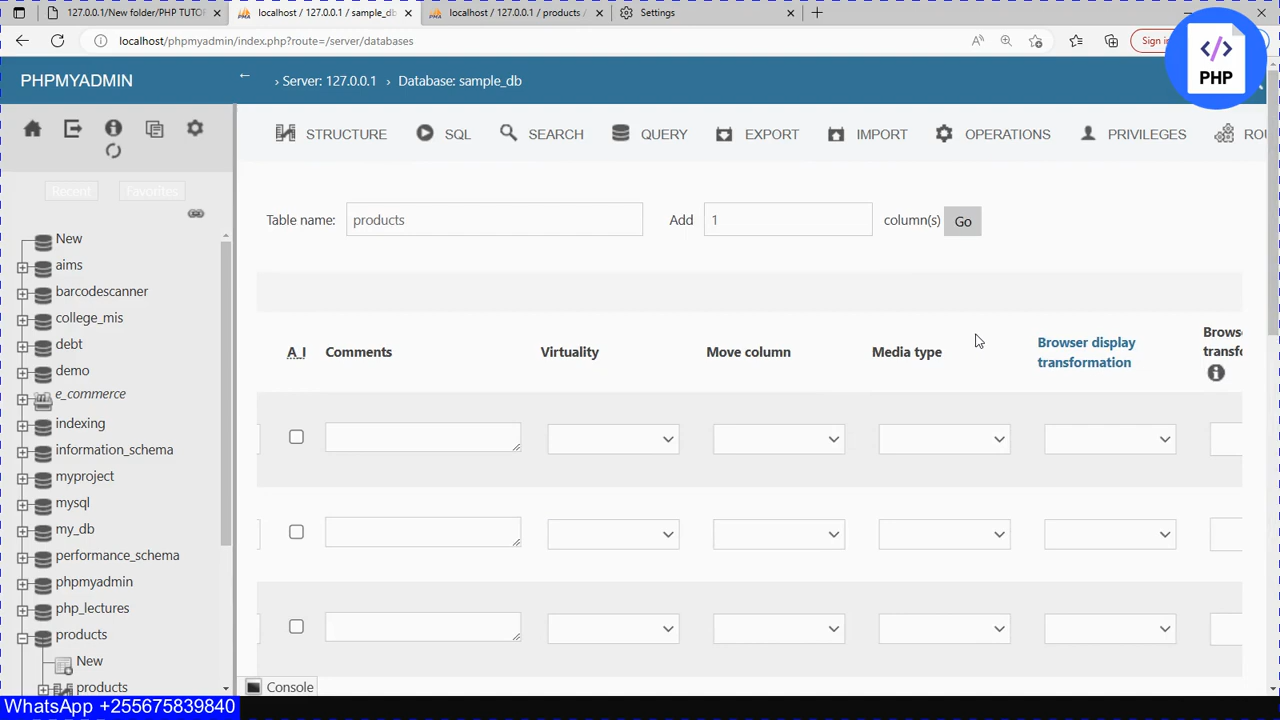 127.0.0.1/New folder/PHP TUTOR
localhost / 127.0.0.1 / sample_db
localhost / 127.0.0.1 / products /
Settings
localhost/phpmyadmin/index.php?route=/server/databases
Sign in
PHP
PHPMYADMIN
Server: 127.0.0.1 › Database: sample_db
STRUCTURE SQL SEARCH QUERY EXPORT IMPORT OPERATIONS PRIVILEGES ROU
Recent Favorites
New
aims
barcodescanner
college_mis
debt
demo
e_commerce
indexing
information_schema
myproject
mysql
my_db
performance_schema
phpmyadmin
php_lectures
products
New
products
Table name: products Add 1 column(s) Go
A_I Comments Virtuality Move column Media type Browser display transformation
Browse
transfo
Console
WhatsApp +255675839840